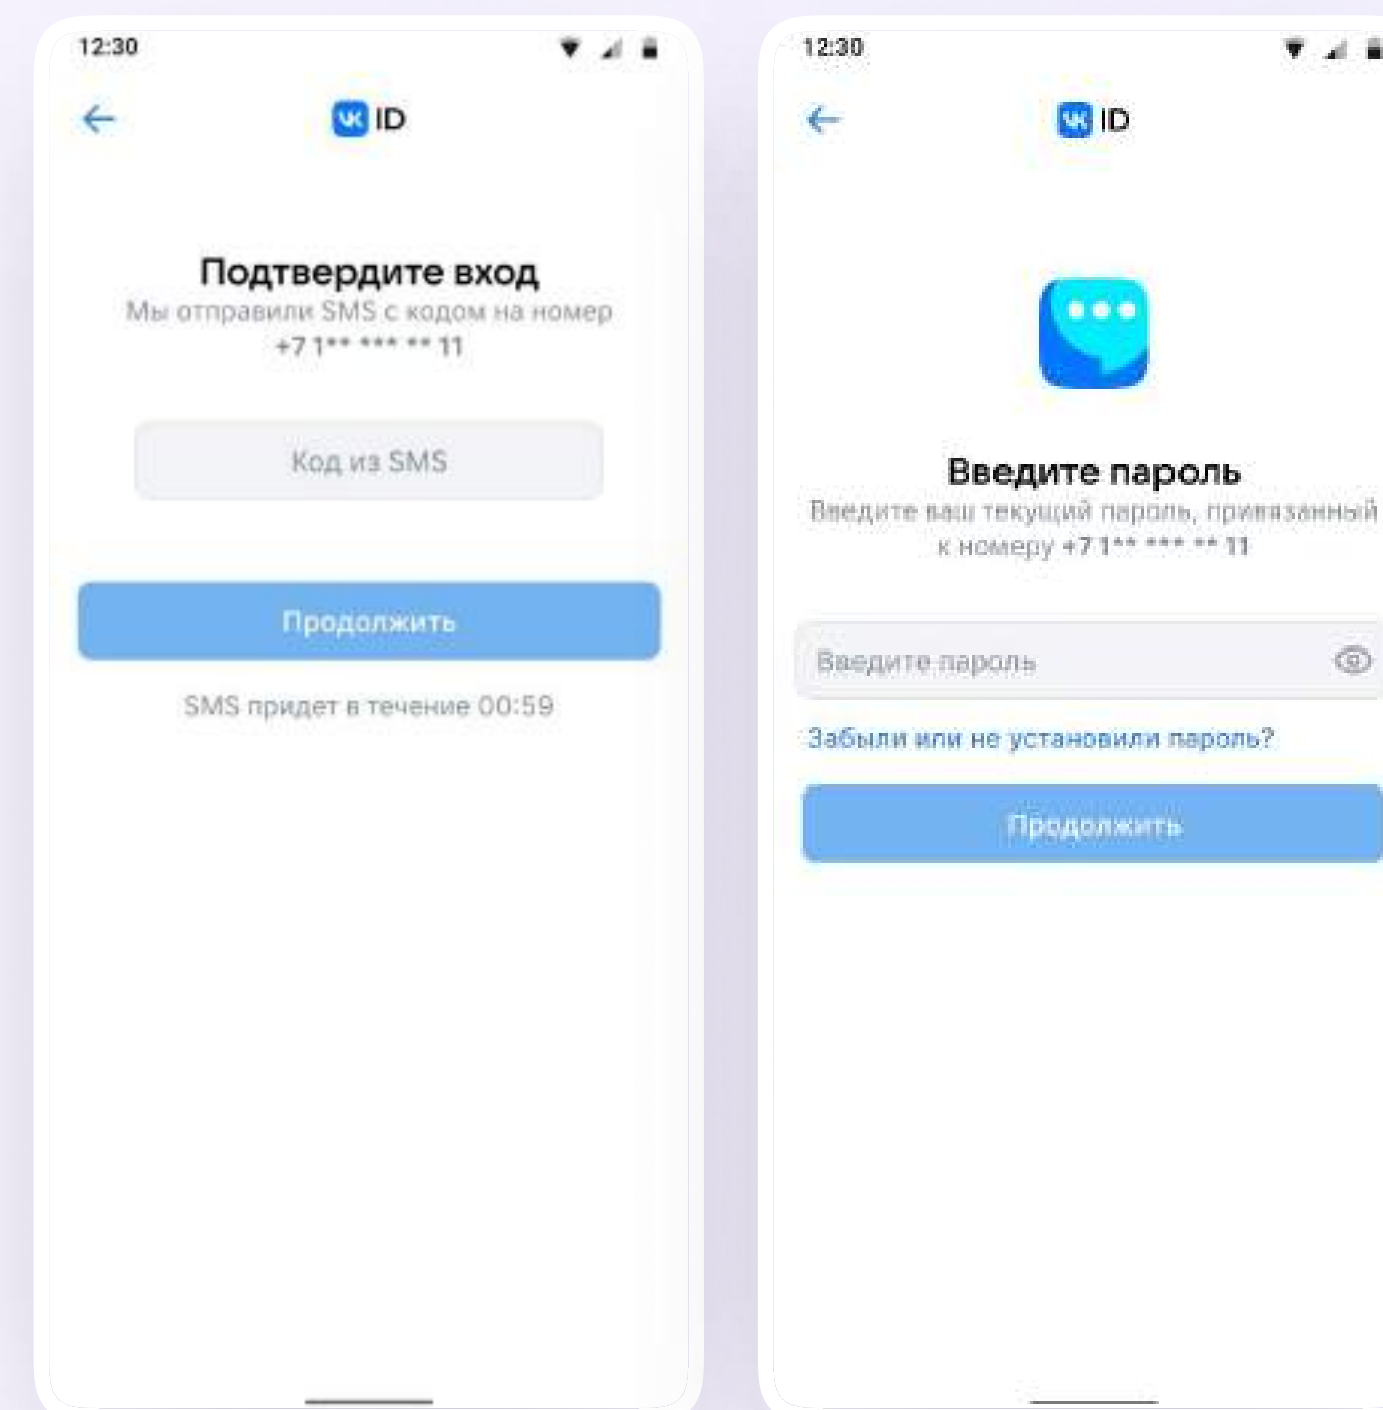 12:30
VK ID
Подтвердите вход
Мы отправили SMS с кодом на номер
+7 1** *** ** 11
Код из SMS
Продолжить
SMS придет в течение 00:59
12:30
VK ID
Введите пароль
Введите ваш текущий пароль, привязанный
к номеру +7 1** *** ** 11
Введите пароль
Забыли или не установили пароль?
Продолжить